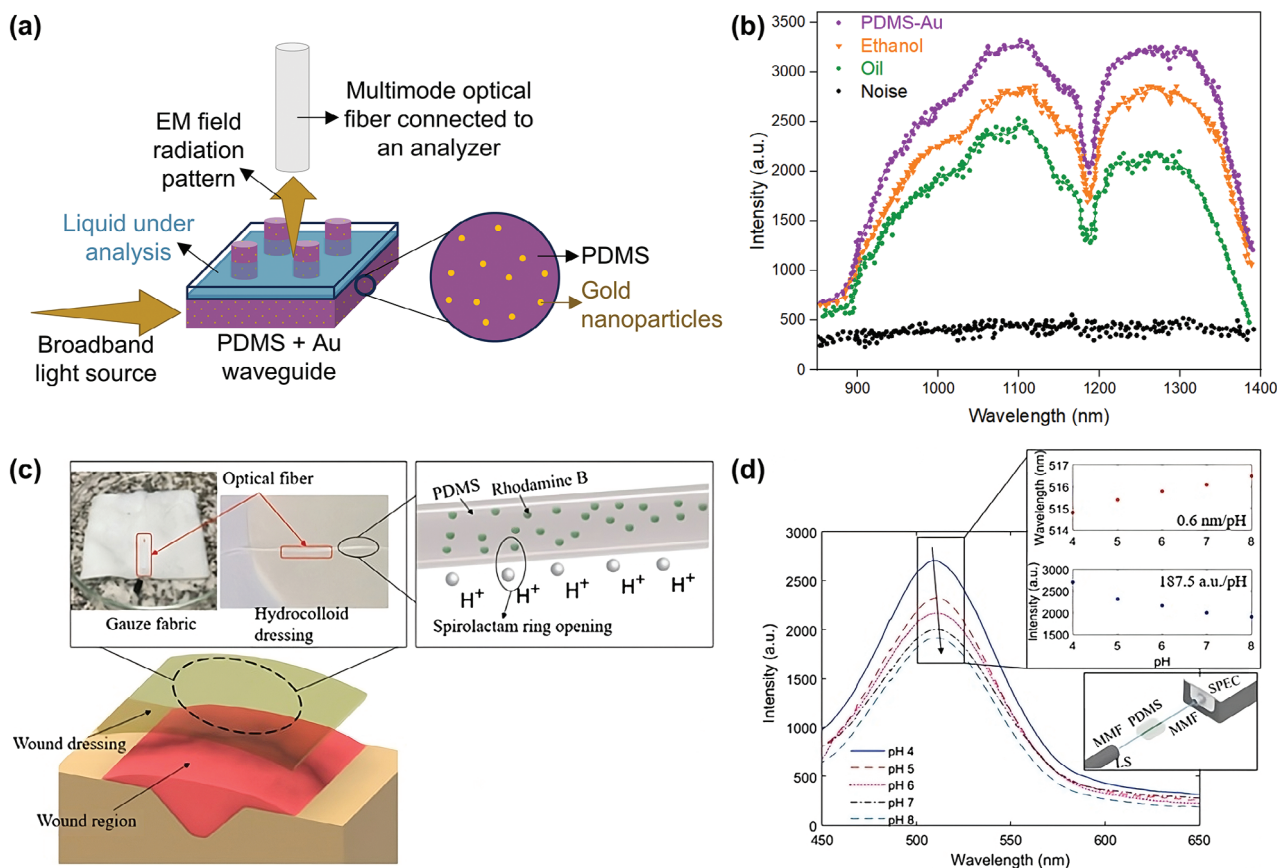 (a)
Multimode optical
fiber connected to
an analyzer
EM field
radiation
pattern
Liquid under
analysis
PDMS
Gold
nanoparticles
Broadband
light source
PDMS + Au
waveguide
(b)
PDMS-Au
Ethanol
Oil
Noise
Intensity (a.u.)
3500
3000
2500
2000
1500
1000
500
0
900
1000
1100
1200
1300
1400
Wavelength (nm)
(c)
Optical fiber
Gauze fabric
Hydrocolloid
dressing
PDMS
Rhodamine B
H+
H+
H+
H+
H+
Spirolactam ring opening
Wound dressing
Wound region
(d)
Intensity (a.u.)
3000
2500
2000
1500
1000
500
0
450
500
550
600
650
Wavelength (nm)
pH 4
pH 5
pH 6
pH 7
pH 8
Wavelength (nm)
517
516
515
514
0.6 nm/pH
4
5
6
7
8
Intensity (a.u.)
3000
2500
2000
1500
187.5 a.u./pH
4
5
6
7
8
pH
SPEC
PDMS
MMF
MMF
LS